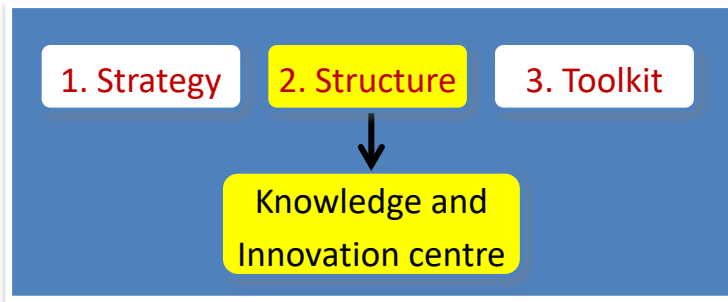 1. Strategy
2. Structure
3. Toolkit
Knowledge and
Innovation centre